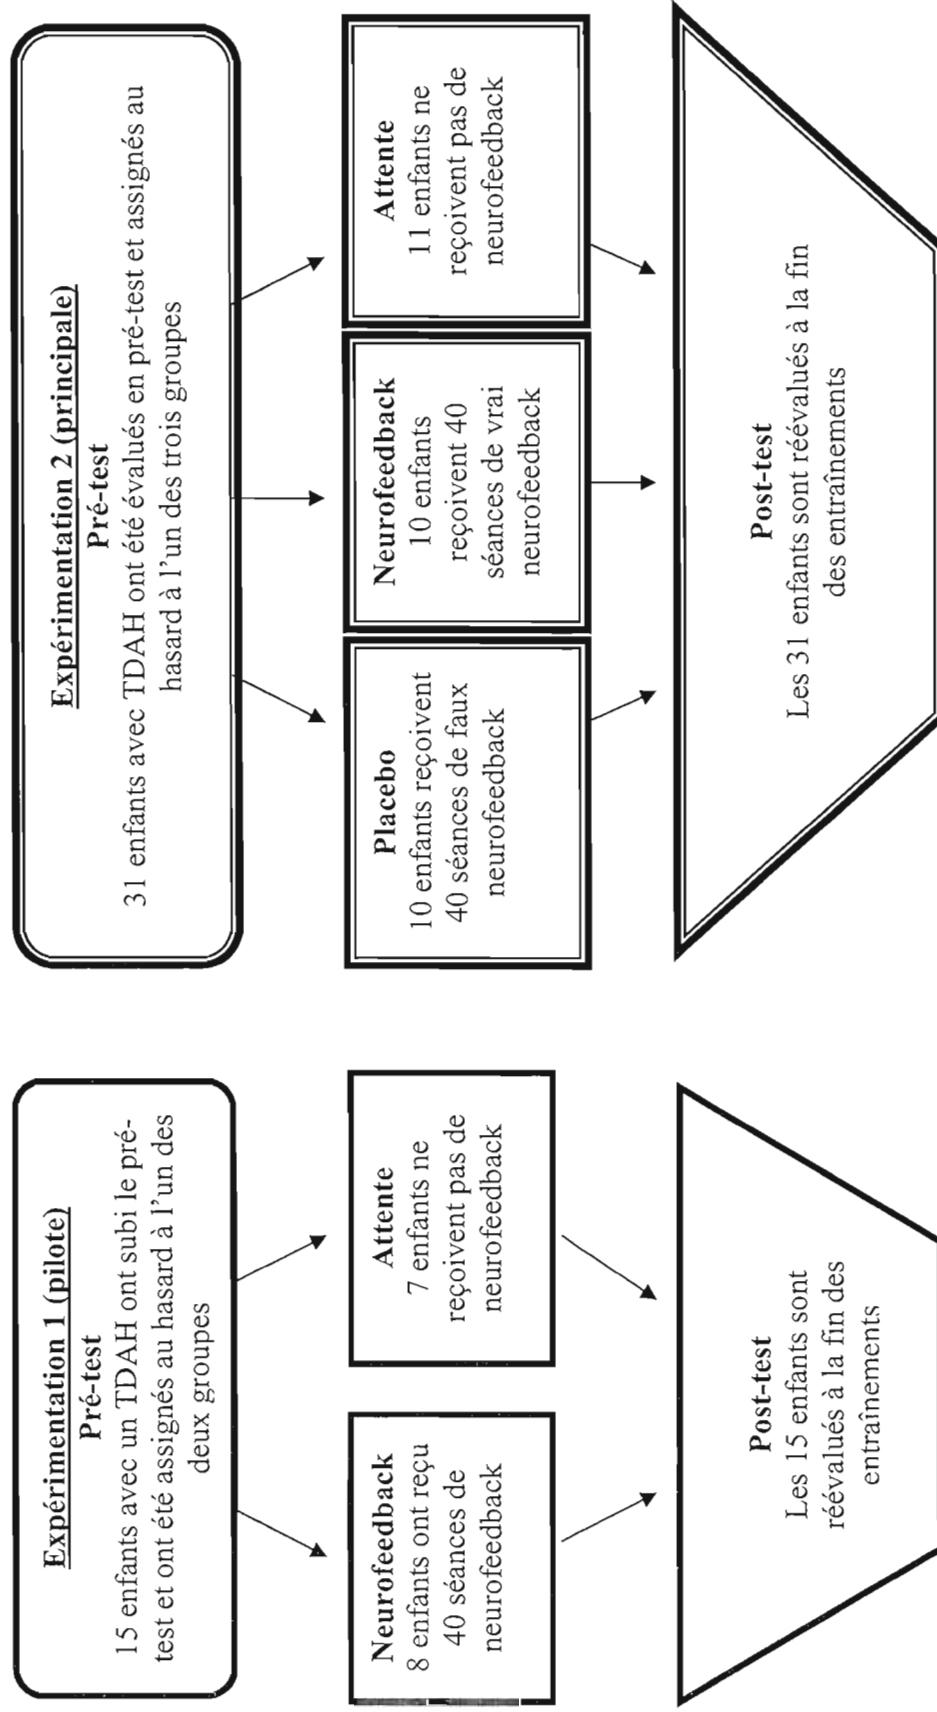 Expérimentation 1 (pilote)
Pré-test
15 enfants avec un TDAH ont subi le pré-
test et ont été assignés au hasard à l'un des
deux groupes
Neurofeedback
8 enfants ont reçu
40 séances de
neurofeedback
Attente
7 enfants ne
reçoivent pas de
neurofeedback
Post-test
Les 15 enfants sont
réévalués à la fin des
entraînements
Expérimentation 2 (principale)
Pré-test
31 enfants avec TDAH ont été évalués en pré-test et assignés au
hasard à l'un des trois groupes
Placebo
10 enfants reçoivent
40 séances de faux
neurofeedback
Neurofeedback
10 enfants
reçoivent 40
séances de vrai
neurofeedback
Attente
11 enfants ne
reçoivent pas de
neurofeedback
Post-test
Les 31 enfants sont réévalués à la fin
des entraînements